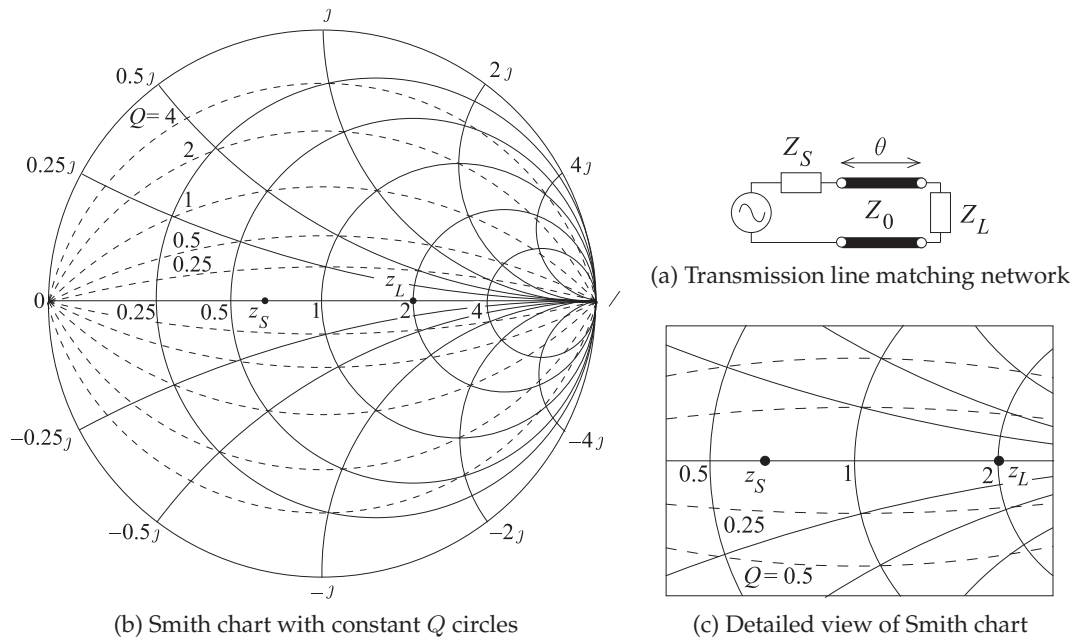 ȷ
0.5ȷ
2ȷ
Q= 4
2
0.25ȷ
4ȷ
1
0.5
0.25
z_L
0
0.25
0.5
z_S
1
2
4
−0.25ȷ
−4ȷ
−0.5ȷ
−2ȷ
−ȷ
(b) Smith chart with constant Q circles
Z_S
θ
Z_0
Z_L
(a) Transmission line matching network
0.5
z_S
1
2
z_L
0.25
Q = 0.5
(c) Detailed view of Smith chart